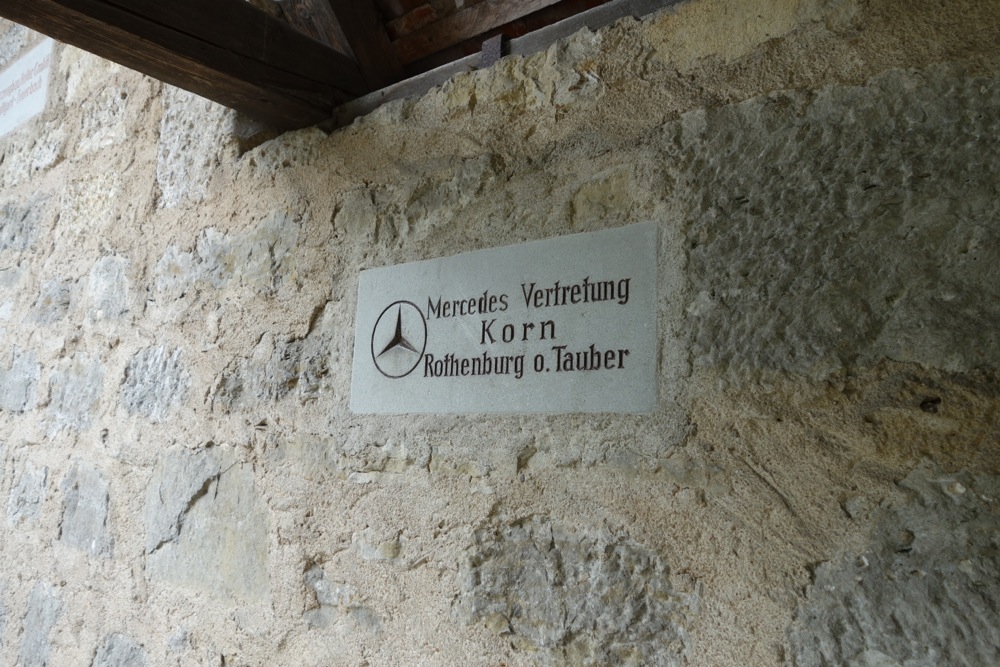 Mercedes Vertretung
Korn
Rothenburg o. Tauber